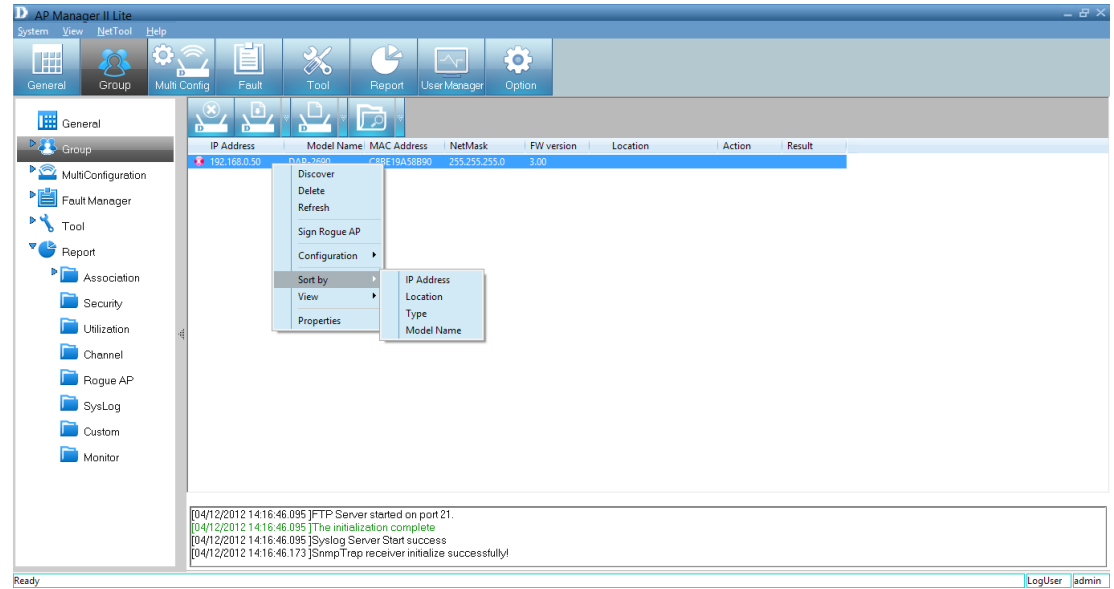 D AP Manager II Lite
System View NetTool Help
General Group Multi Config Fault Tool Report User Manager Option
General
Group
MultiConfiguration
Fault Manager
Tool
Report
Association
Security
Utilization
Channel
Rogue AP
SysLog
Custom
Monitor
IP Address Model Name MAC Address NetMask FW version Location Action Result
192.168.0.50 DAP-2690 C8BE19A58B90 255.255.255.0 3.00
Discover
Delete
Refresh
Sign Rogue AP
Configuration
Sort by
View
Properties
IP Address
Location
Type
Model Name
[04/12/2012 14:16:46.095 ]FTP Server started on port 21.
[04/12/2012 14:16:46.095 ]The initialization complete
[04/12/2012 14:16:46.095 ]Syslog Server Start success
[04/12/2012 14:16:46.173 ]SnmpTrap receiver initialize successfully!
Ready LogUser admin